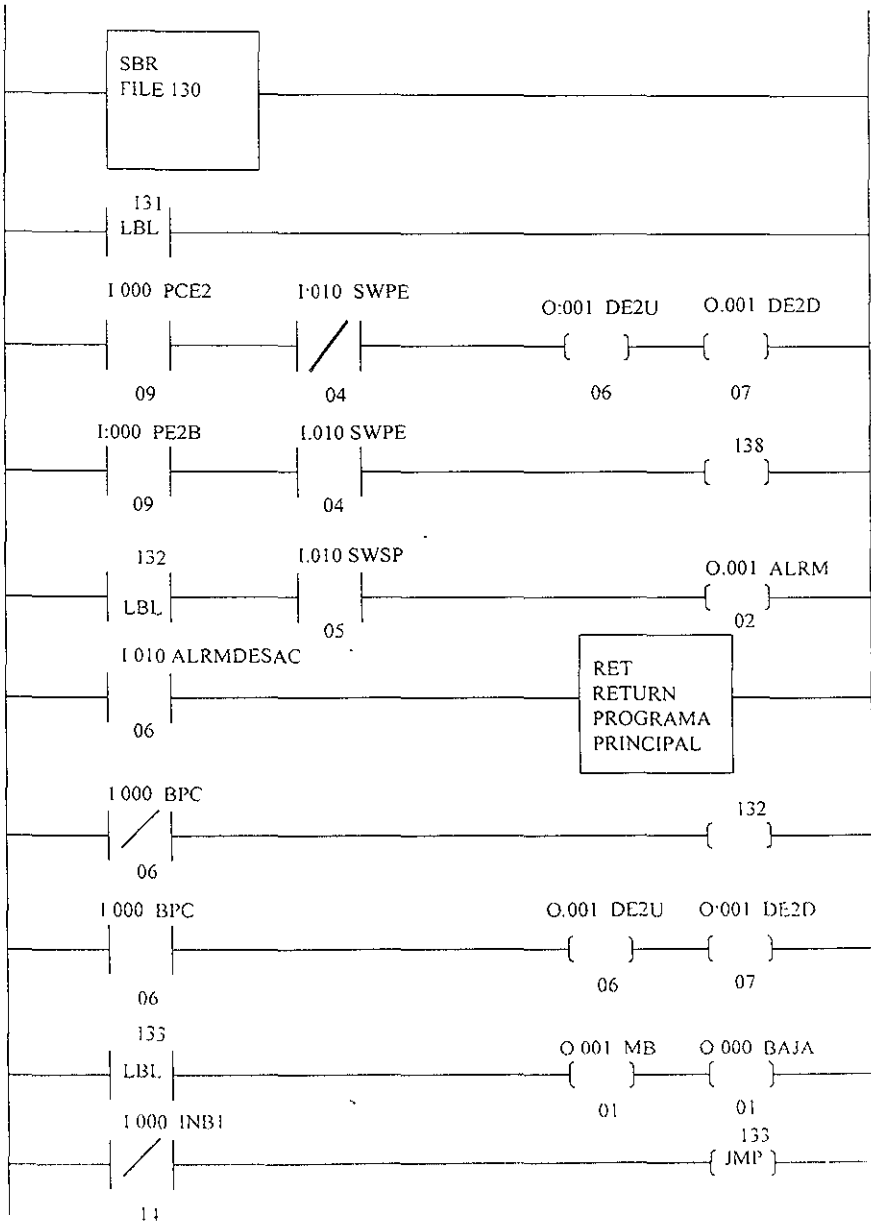 SBR
FILE 130
131
LBL
I 000 PCE2 I:010 SWPE O:001 DE2U O.001 DE2D
09 04 06 07
I:000 PE2B I.010 SWPE 138
09 04
132 I.010 SWSP O.001 ALRM
LBL
05 02
I 010 ALRMDESAC
06
RET
RETURN
PROGRAMA
PRINCIPAL
I 000 BPC 132
06
I 000 BPC O.001 DE2U O:001 DE2D
06 06 07
133
LBL O 001 MB O 000 BAJA
01 01
I 000 INB1 133
JMP
11